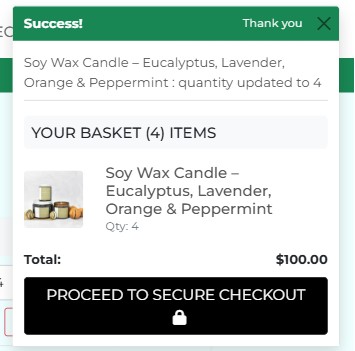 Success! Thank you
Soy Wax Candle – Eucalyptus, Lavender,
Orange & Peppermint : quantity updated to 4
YOUR BASKET (4) ITEMS
Soy Wax Candle –
Eucalyptus, Lavender,
Orange & Peppermint
Qty: 4
Total: $100.00
PROCEED TO SECURE CHECKOUT